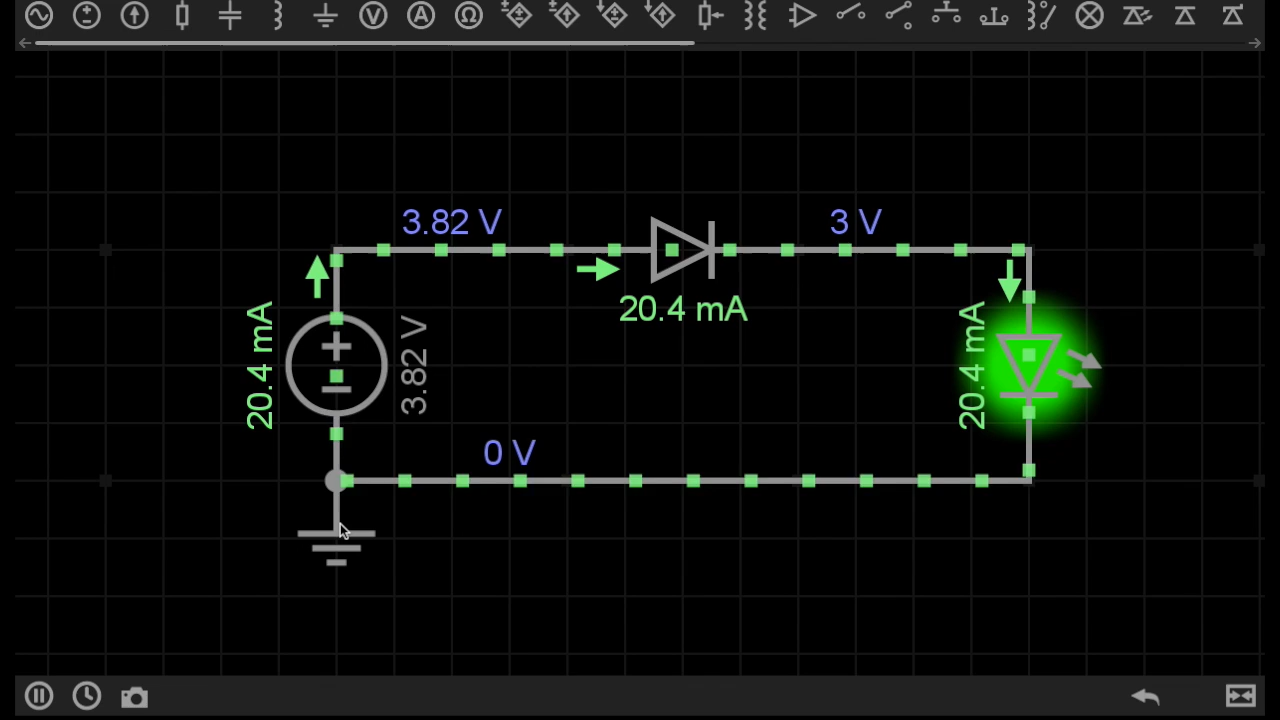 V
A
Ω
3.82 V
3 V
20.4 mA
20.4 mA
3.82 V
20.4 mA
0 V